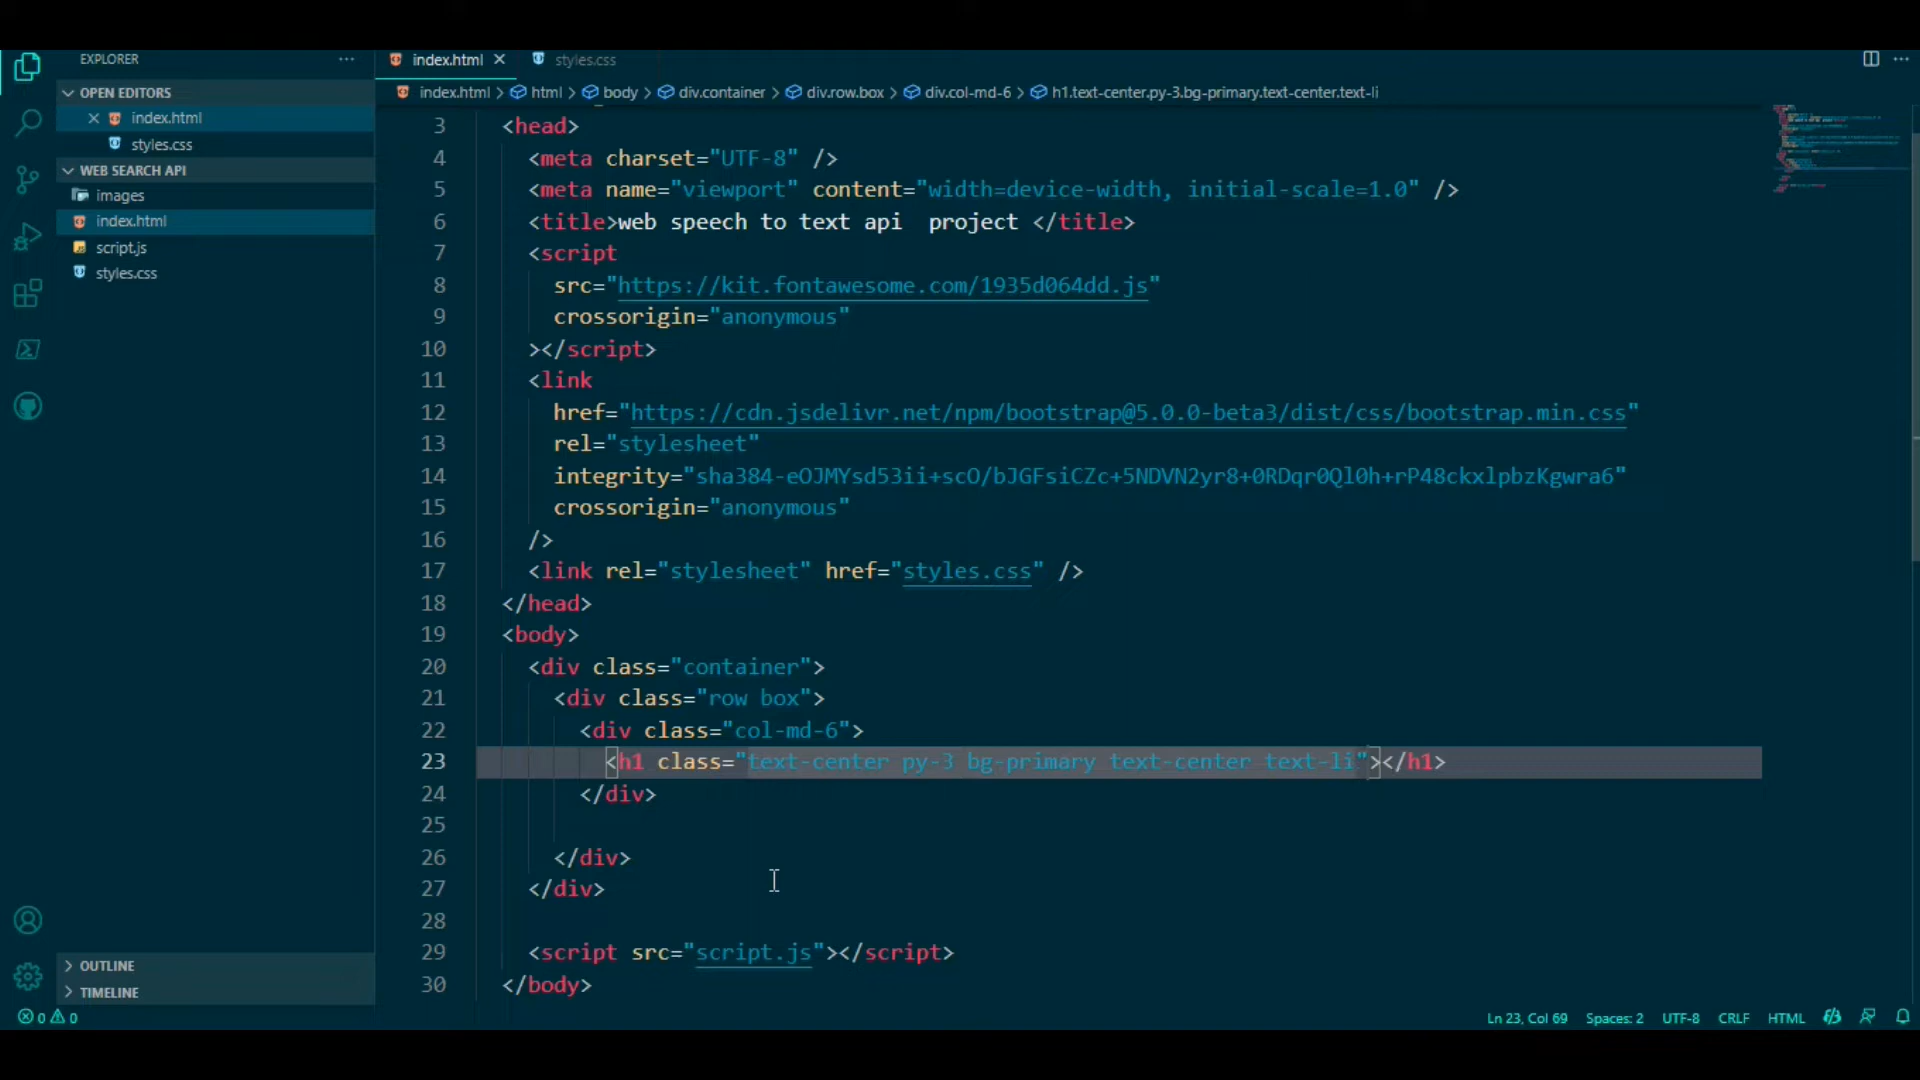 EXPLORER
OPEN EDITORS
index.html
styles.css
WEB SEARCH API
images
index.html
script.js
styles.css
OUTLINE
TIMELINE
index.html
styles.css
index.html > html > body > div.container > div.row.box > div.col-md-6 > h1.text-center.py-3.bg-primary.text-center.text-li
3 <head>
4 <meta charset="UTF-8" />
5 <meta name="viewport" content="width=device-width, initial-scale=1.0" />
6 <title>web speech to text api  project </title>
7 <script
8 src="https://kit.fontawesome.com/1935d064dd.js"
9 crossorigin="anonymous"
10 ></script>
11 <link
12 href="https://cdn.jsdelivr.net/npm/bootstrap@5.0.0-beta3/dist/css/bootstrap.min.css"
13 rel="stylesheet"
14 integrity="sha384-eOJMYsd53ii+scO/bJGFsiCZc+5NDVN2yr8+0RDqr0Ql0h+rP48ckxlpbzKgwra6"
15 crossorigin="anonymous"
16 />
17 <link rel="stylesheet" href="styles.css" />
18 </head>
19 <body>
20 <div class="container">
21 <div class="row box">
22 <div class="col-md-6">
23 <h1 class="text-center py-3 bg-primary text-center text-li"></h1>
24 </div>
25
26 </div>
27 </div>
28
29 <script src="script.js"></script>
30 </body>
0 0
Ln 23, Col 69 Spaces: 2 UTF-8 CRLF HTML